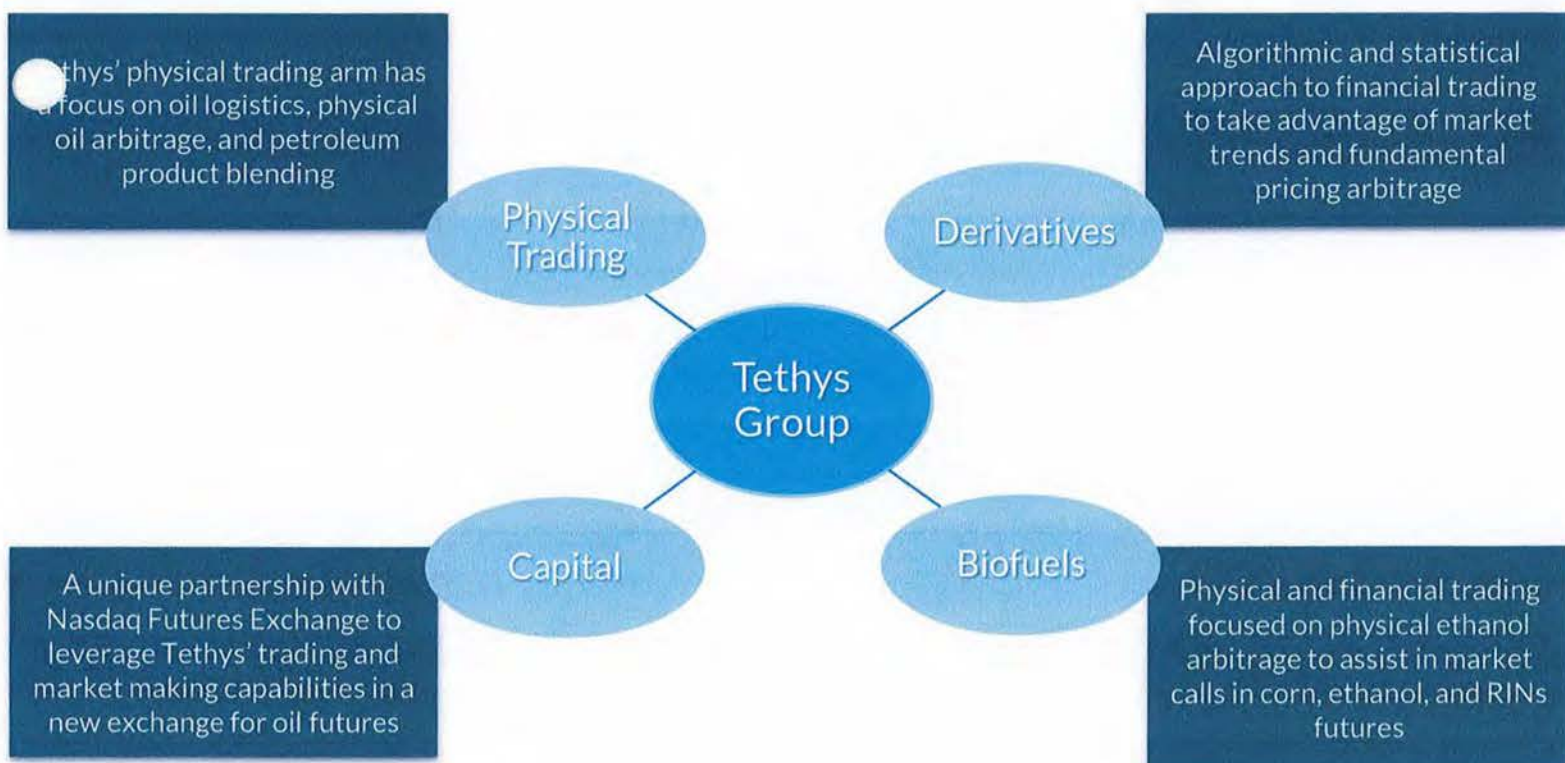 thys' physical trading arm has
a focus on oil logistics, physical
oil arbitrage, and petroleum
product blending
Algorithmic and statistical
approach to financial trading
to take advantage of market
trends and fundamental
pricing arbitrage
Physical
Trading
Derivatives
Tethys
Group
Capital
Biofuels
A unique partnership with
Nasdaq Futures Exchange to
leverage Tethys' trading and
market making capabilities in a
new exchange for oil futures
Physical and financial trading
focused on physical ethanol
arbitrage to assist in market
calls in corn, ethanol, and RINs
futures